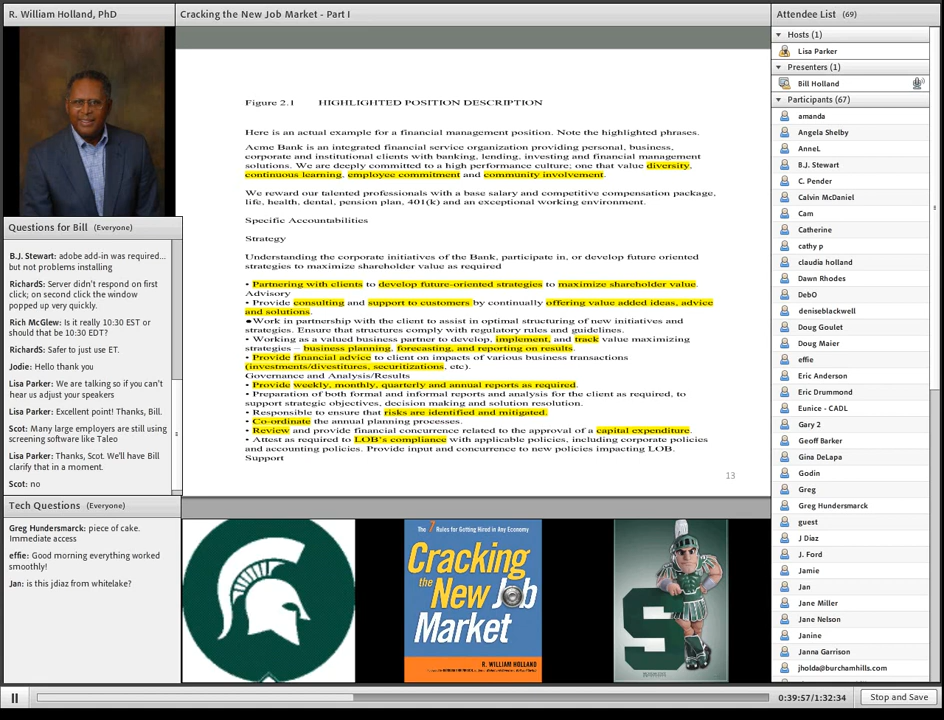 R. William Holland, PhD
Cracking the New Job Market - Part I
Attendee List (69)
Questions for Bill (Everyone)
B.J. Stewart: adobe add-in was required...
but not problems installing
RichardS: Server didn't respond on first
click; on second click the window
popped up very quickly.
Rich McGlew: Is it really 10:30 EST or
should that be 10:30 EDT?
RichardS: Safer to just use ET.
Jodie: Hello thank you
Lisa Parker: We are talking so if you can't
hear us adjust your speakers
Lisa Parker: Excellent point! Thanks, Bill.
Scot: Many large employers are still using
screening software like Taleo
Lisa Parker: Thanks, Scot. We'll have Bill
clarify that in a moment.
Scot: no
Tech Questions (Everyone)
Greg Hundersmarck: piece of cake.
Immediate access
effie: Good morning everything worked
smoothly!
Jan: is this jdiaz from whitelake?
Figure 2.1 HIGHLIGHTED POSITION DESCRIPTION
Here is an actual example for a financial management position. Note the highlighted phrases.
Acme Bank is an integrated financial service organization providing personal, business,
corporate and institutional clients with banking, lending, investing and financial management
solutions. We are deeply committed to a high performance culture; one that value diversity,
continuous learning, employee commitment and community involvement.
We reward our talented professionals with a base salary and competitive compensation package,
life, health, dental, pension plan, 401(k) and an exceptional working environment.
Specific Accountabilities
Strategy
Understanding the corporate initiatives of the Bank, participate in, or develop future oriented
strategies to maximize shareholder value as required
• Partnering with clients to develop future-oriented strategies to maximize shareholder value.
Advisory
• Provide consulting and support to customers by continually offering value added ideas, advice
and solutions.
●Work in partnership with the client to assist in optimal structuring of new initiatives and
strategies. Ensure that structures comply with regulatory rules and guidelines.
• Working as a valued business partner to develop, implement, and track value maximizing
strategies – business planning, forecasting, and reporting on results.
• Provide financial advice to client on impacts of various business transactions
(investments/divestitures, securitizations, etc).
Governance and Analysis/Results
• Provide weekly, monthly, quarterly and annual reports as required.
• Preparation of both formal and informal reports and analysis for the client as required, to
support strategic objectives, decision making and solution resolution.
• Responsible to ensure that risks are identified and mitigated.
• Co-ordinate the annual planning processes.
• Review and provide financial concurrence related to the approval of a capital expenditure.
• Attest as required to LOB's compliance with applicable policies, including corporate policies
and accounting policies. Provide input and concurrence to new policies impacting LOB.
Support
13
The 7 Rules for Getting Hired in Any Economy
Cracking
the New Job
Market
R. WILLIAM HOLLAND
S
Hosts (1)
Lisa Parker
Presenters (1)
Bill Holland
Participants (67)
amanda
Angela Shelby
AnneL
B.J. Stewart
C. Pender
Calvin McDaniel
Cam
Catherine
cathy p
claudia holland
Dawn Rhodes
DebO
deniseblackwell
Doug Goulet
Doug Maier
effie
Eric Anderson
Eric Drummond
Eunice - CADL
Gary 2
Geoff Barker
Gina DeLapa
Godin
Greg
Greg Hundersmarck
guest
J Diaz
J. Ford
Jamie
Jan
Jane Miller
Jane Nelson
Janine
Janna Garrison
jholda@burchamhills.com
0:39:57/1:32:34
Stop and Save